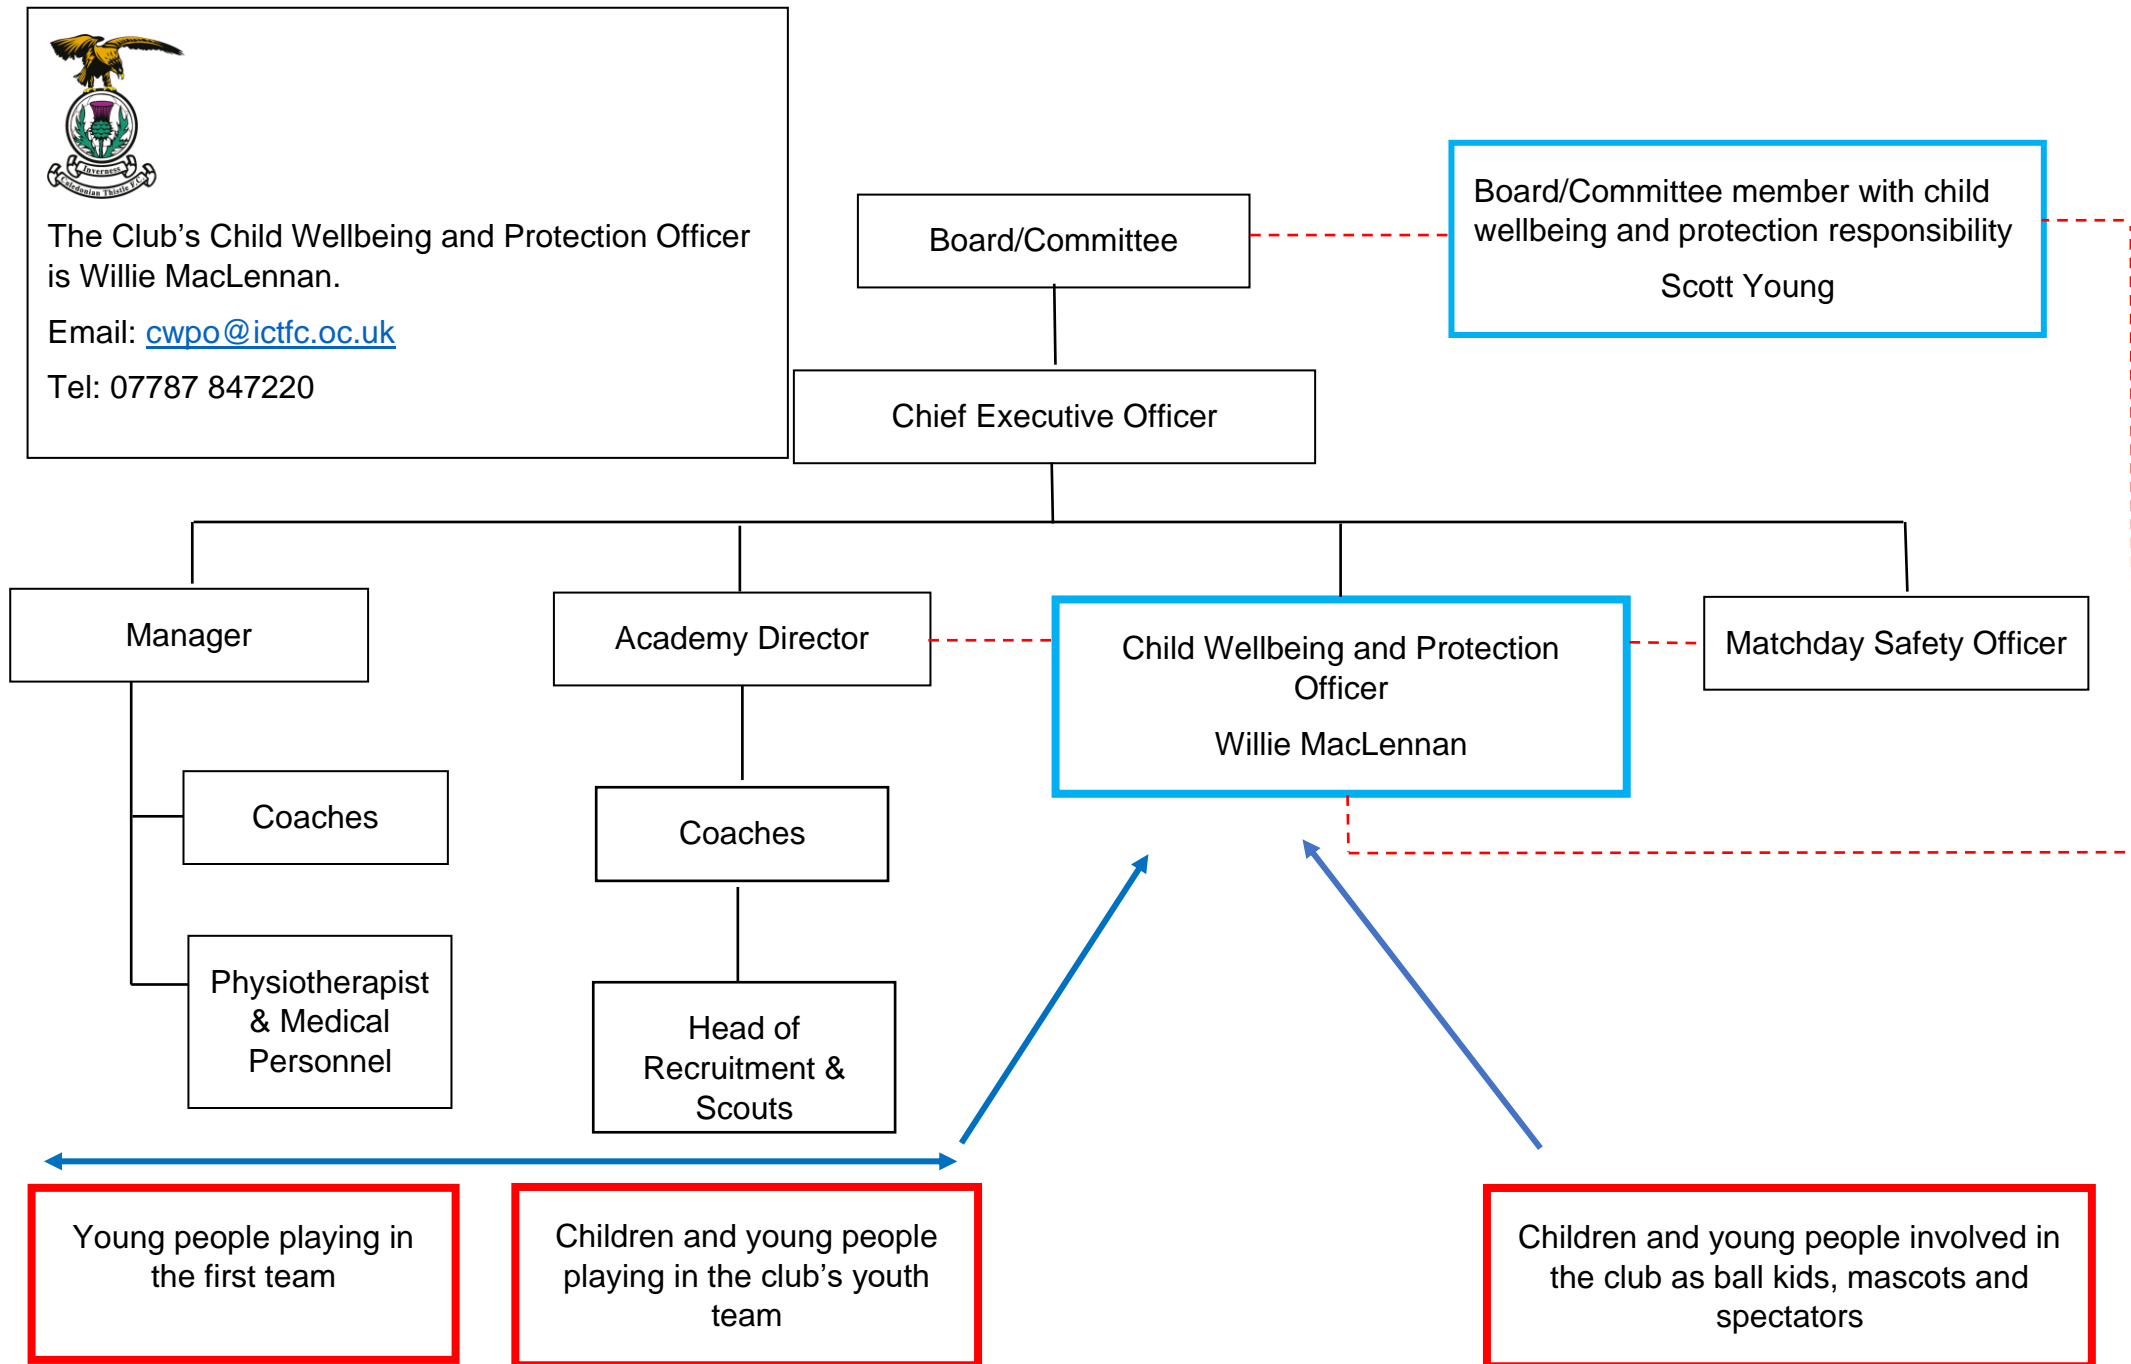 Inverness
Caledonian Thistle F.C.
The Club’s Child Wellbeing and Protection Officer
is Willie MacLennan.
Email: cwpo@ictfc.oc.uk
Tel: 07787 847220
Board/Committee
Board/Committee member with child
wellbeing and protection responsibility
Scott Young
Chief Executive Officer
Manager
Academy Director
Child Wellbeing and Protection
Officer
Willie MacLennan
Matchday Safety Officer
Coaches
Coaches
Physiotherapist
& Medical
Personnel
Head of
Recruitment &
Scouts
Young people playing in
the first team
Children and young people
playing in the club’s youth
team
Children and young people involved in
the club as ball kids, mascots and
spectators